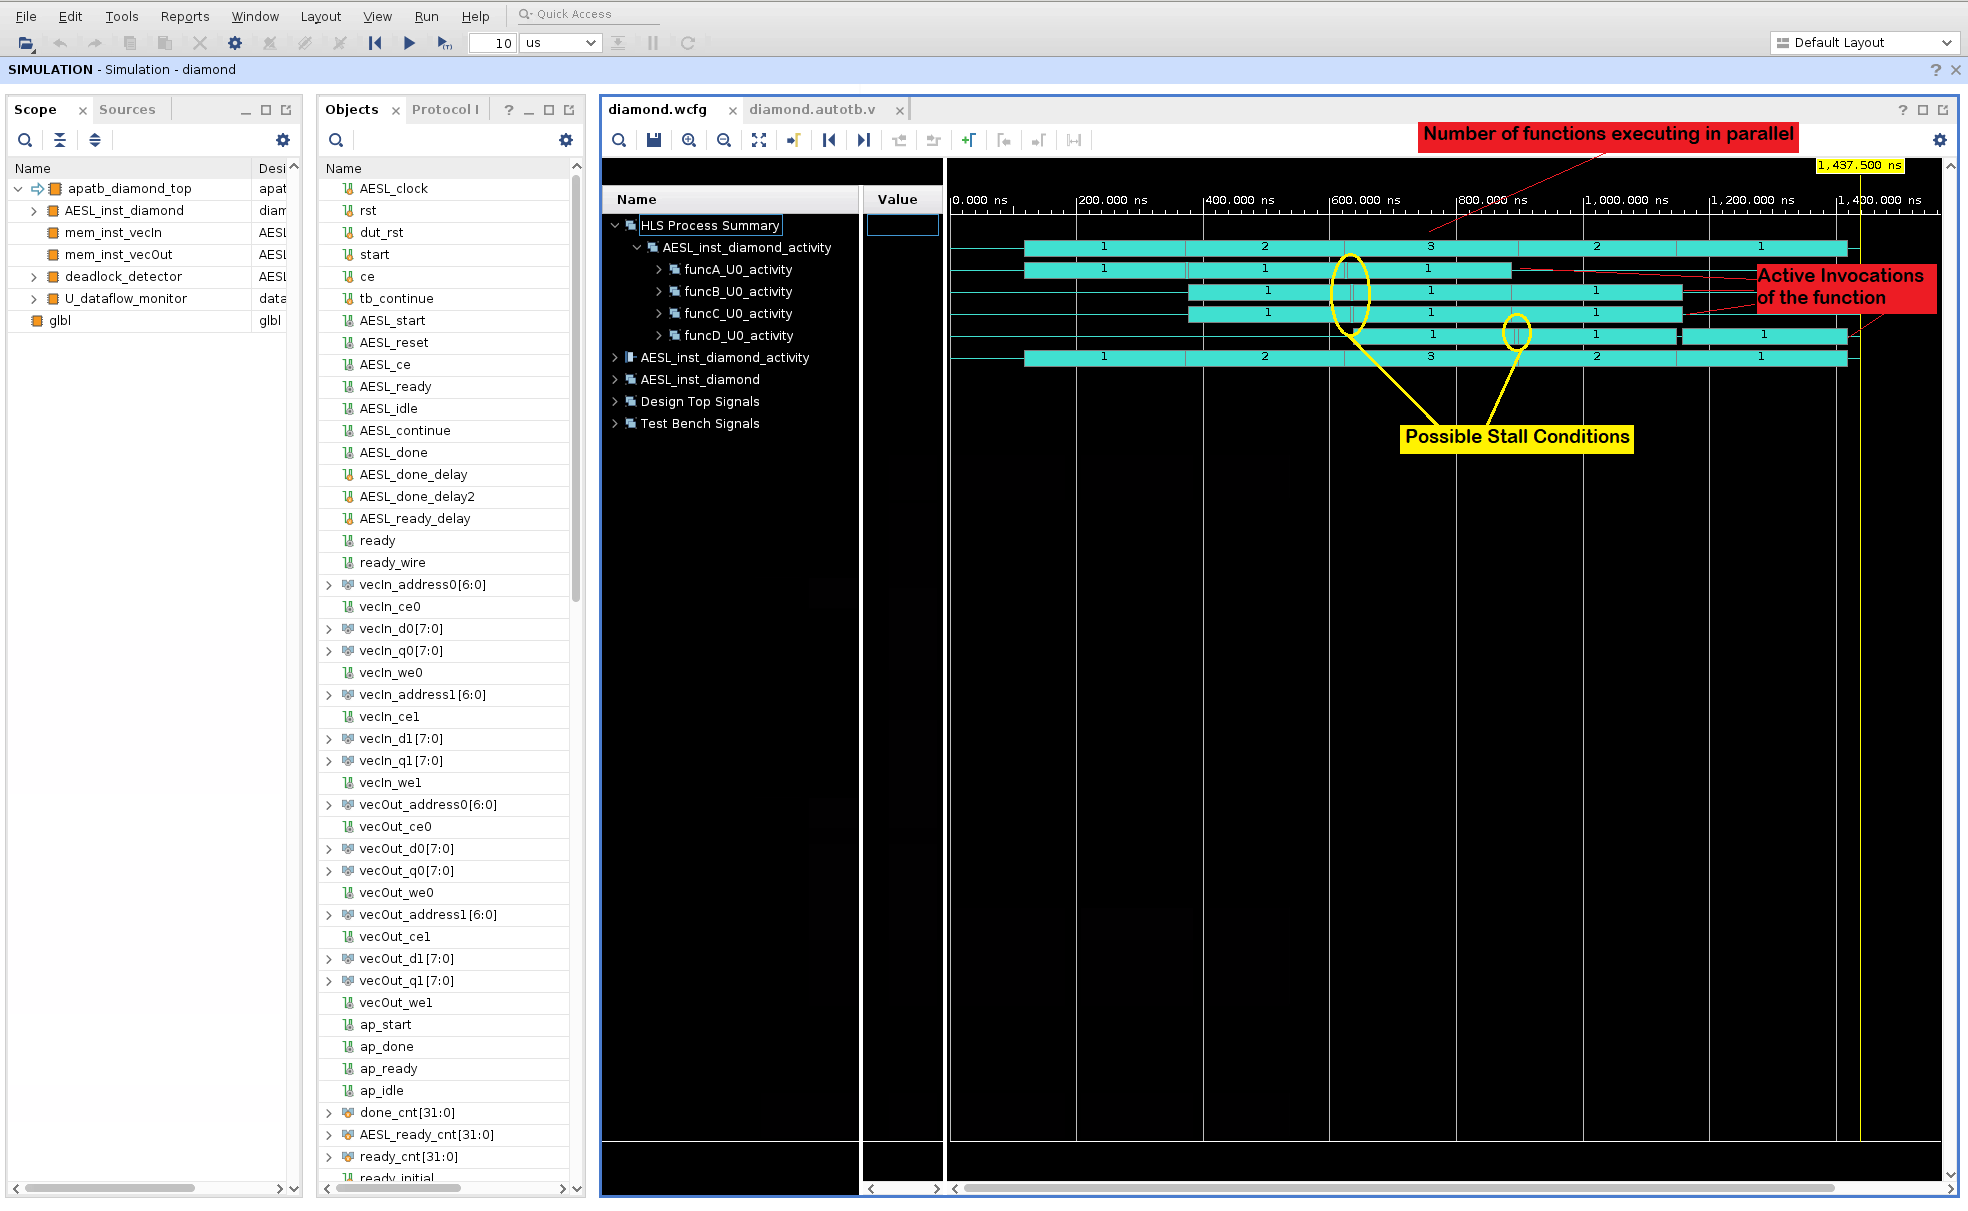 File Edit Tools Reports Window Layout View Run Help Quick Access
10 us Default Layout
SIMULATION - Simulation - diamond
Scope Sources
Name Desi
apatb_diamond_top apat
AESL_inst_diamond diam
mem_inst_vecIn AESL
mem_inst_vecOut AESL
deadlock_detector AESL
U_dataflow_monitor data
glbl glbl
Objects Protocol I
Name
AESL_clock
rst
dut_rst
start
ce
tb_continue
AESL_start
AESL_reset
AESL_ce
AESL_ready
AESL_idle
AESL_continue
AESL_done
AESL_done_delay
AESL_done_delay2
AESL_ready_delay
ready
ready_wire
vecIn_address0[6:0]
vecIn_ce0
vecIn_d0[7:0]
vecIn_q0[7:0]
vecIn_we0
vecIn_address1[6:0]
vecIn_ce1
vecIn_d1[7:0]
vecIn_q1[7:0]
vecIn_we1
vecOut_address0[6:0]
vecOut_ce0
vecOut_d0[7:0]
vecOut_q0[7:0]
vecOut_we0
vecOut_address1[6:0]
vecOut_ce1
vecOut_d1[7:0]
vecOut_q1[7:0]
vecOut_we1
ap_start
ap_done
ap_ready
ap_idle
done_cnt[31:0]
AESL_ready_cnt[31:0]
ready_cnt[31:0]
ready_initial
diamond.wcfg diamond.autotb.v
Number of functions executing in parallel
1,437.500 ns
Name Value
0.000 ns 200.000 ns 400.000 ns 600.000 ns 800.000 ns 1,000.000 ns 1,200.000 ns 1,400.000 ns
HLS Process Summary
AESL_inst_diamond_activity 1 2 3 2 1
funcA_U0_activity 1 1 1
funcB_U0_activity 1 1 1
funcC_U0_activity 1 1 1
funcD_U0_activity 1 1 1
AESL_inst_diamond_activity 1 2 3 2 1
AESL_inst_diamond
Design Top Signals
Test Bench Signals
Active Invocations
of the function
Possible Stall Conditions